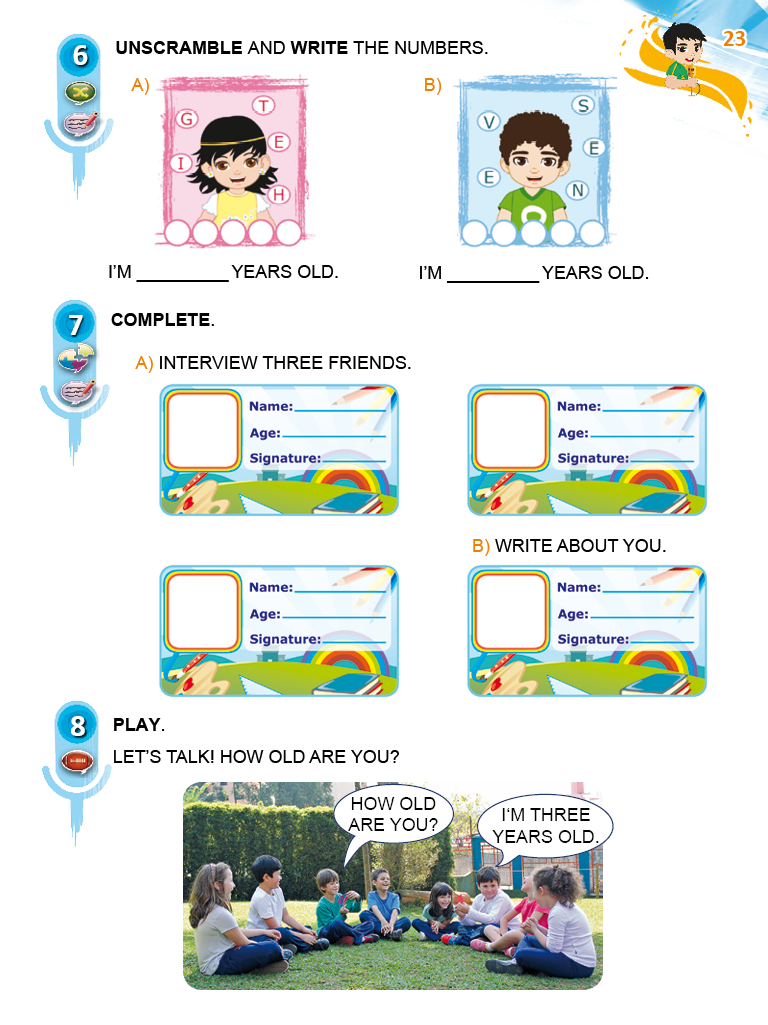 23
6
UNSCRAMBLE AND WRITE THE NUMBERS.
A)
G T E I H
I'M _________ YEARS OLD.
B)
S V E E N
I'M _________ YEARS OLD.
7
COMPLETE.
A) INTERVIEW THREE FRIENDS.
Name:
Age:
Signature:
Name:
Age:
Signature:
Name:
Age:
Signature:
B) WRITE ABOUT YOU.
Name:
Age:
Signature:
8
PLAY.
LET'S TALK! HOW OLD ARE YOU?
HOW OLD
ARE YOU?
I'M THREE
YEARS OLD.